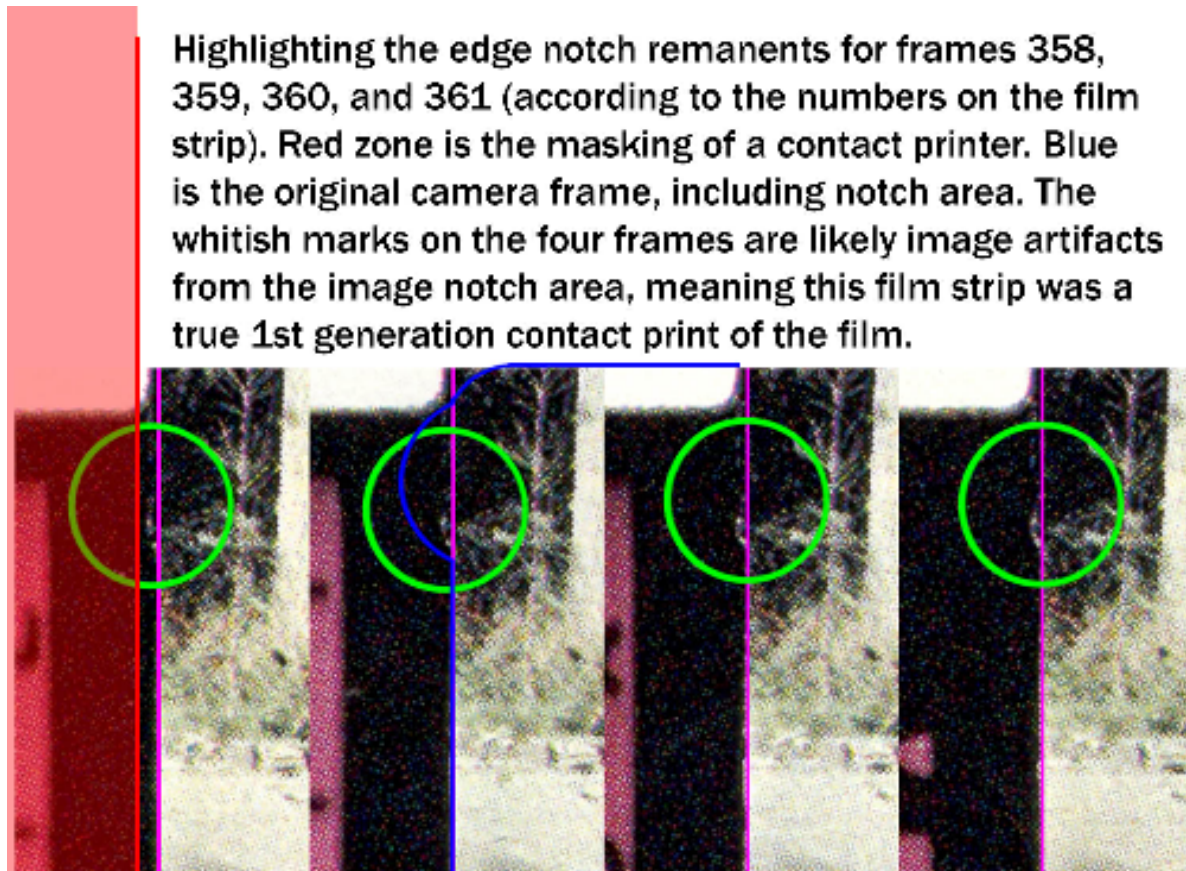 Highlighting the edge notch remanents for frames 358,
359, 360, and 361 (according to the numbers on the film
strip). Red zone is the masking of a contact printer. Blue
is the original camera frame, including notch area. The
whitish marks on the four frames are likely image artifacts
from the image notch area, meaning this film strip was a
true 1st generation contact print of the film.